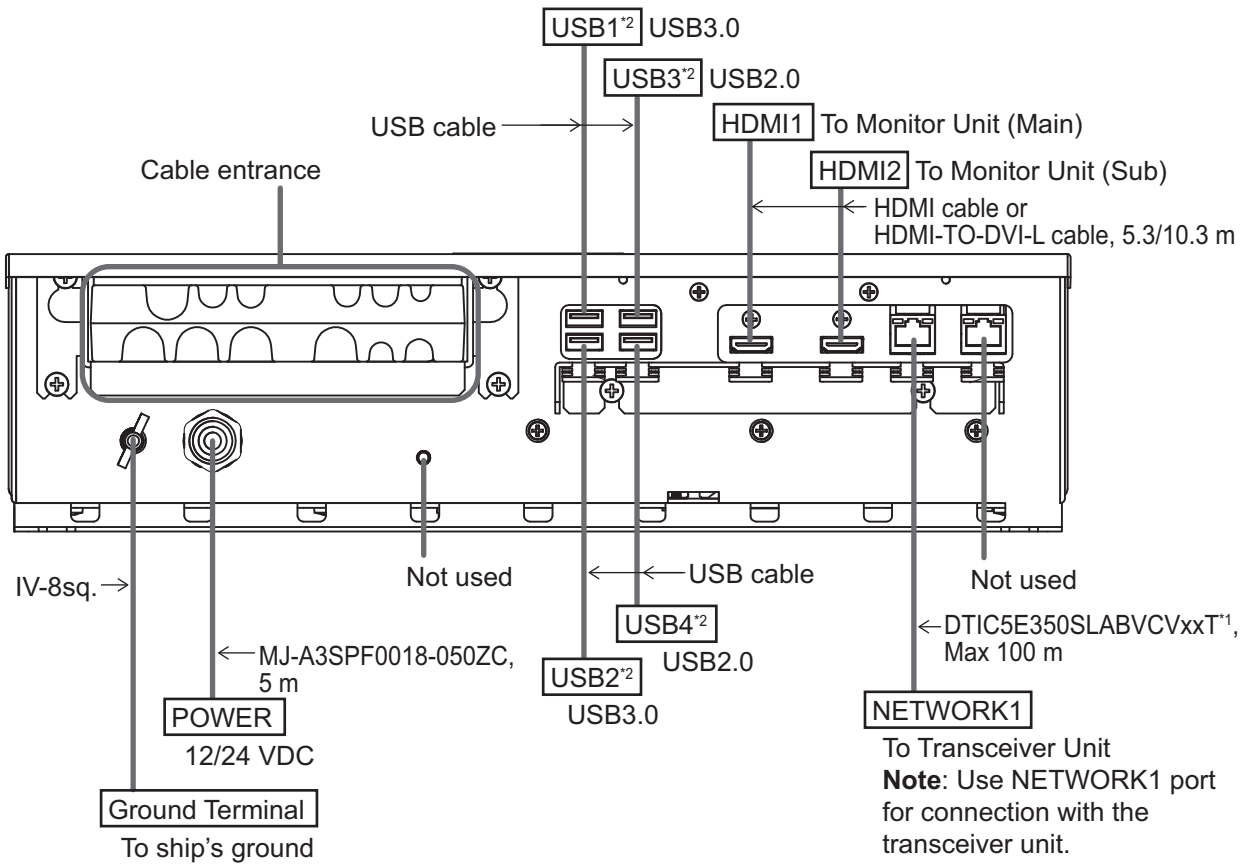 USB1*2 USB3.0
USB3*2 USB2.0
USB cable
HDMI1 To Monitor Unit (Main)
Cable entrance
HDMI2 To Monitor Unit (Sub)
HDMI cable or
HDMI-TO-DVI-L cable, 5.3/10.3 m
IV-8sq.
Not used
USB cable
Not used
USB4*2
USB2.0
DTIC5E350SLABVCVxxT*1,
Max 100 m
MJ-A3SPF0018-050ZC,
5 m
USB2*2
USB3.0
POWER
12/24 VDC
NETWORK1
To Transceiver Unit
Note: Use NETWORK1 port
for connection with the
transceiver unit.
Ground Terminal
To ship's ground